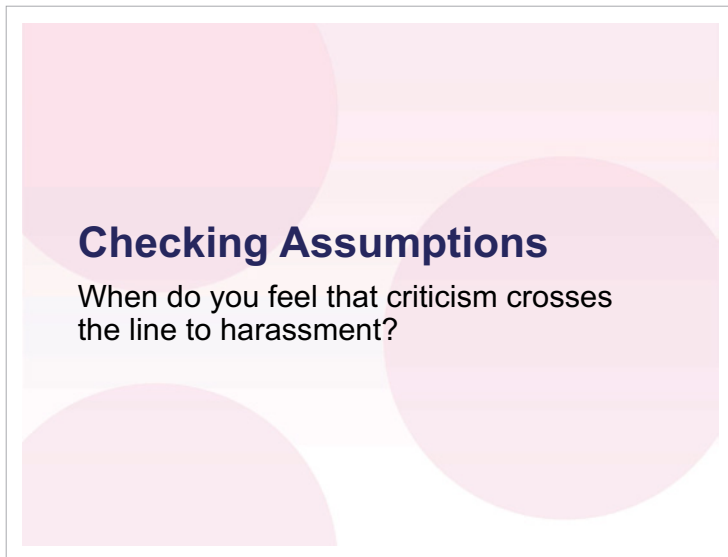 Checking Assumptions
When do you feel that criticism crosses
the line to harassment?